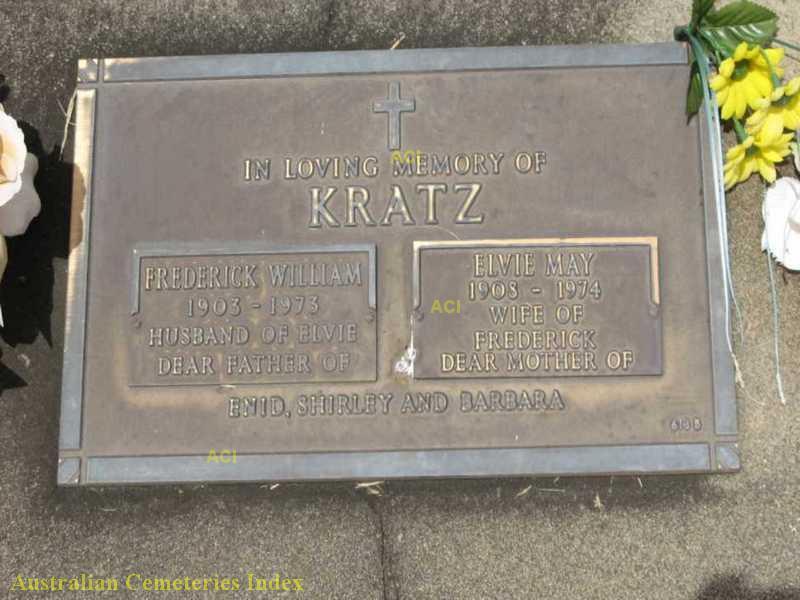 IN LOVING MEMORY OF
KRATZ
FREDERICK WILLIAM
1903 - 1973
HUSBAND OF ELVIE
DEAR FATHER OF
ELVIE MAY
1908 - 1974
WIFE OF
FREDERICK
DEAR MOTHER OF
ENID, SHIRLEY AND BARBARA
ACI
ACI
ACI
Australian Cemeteries Index